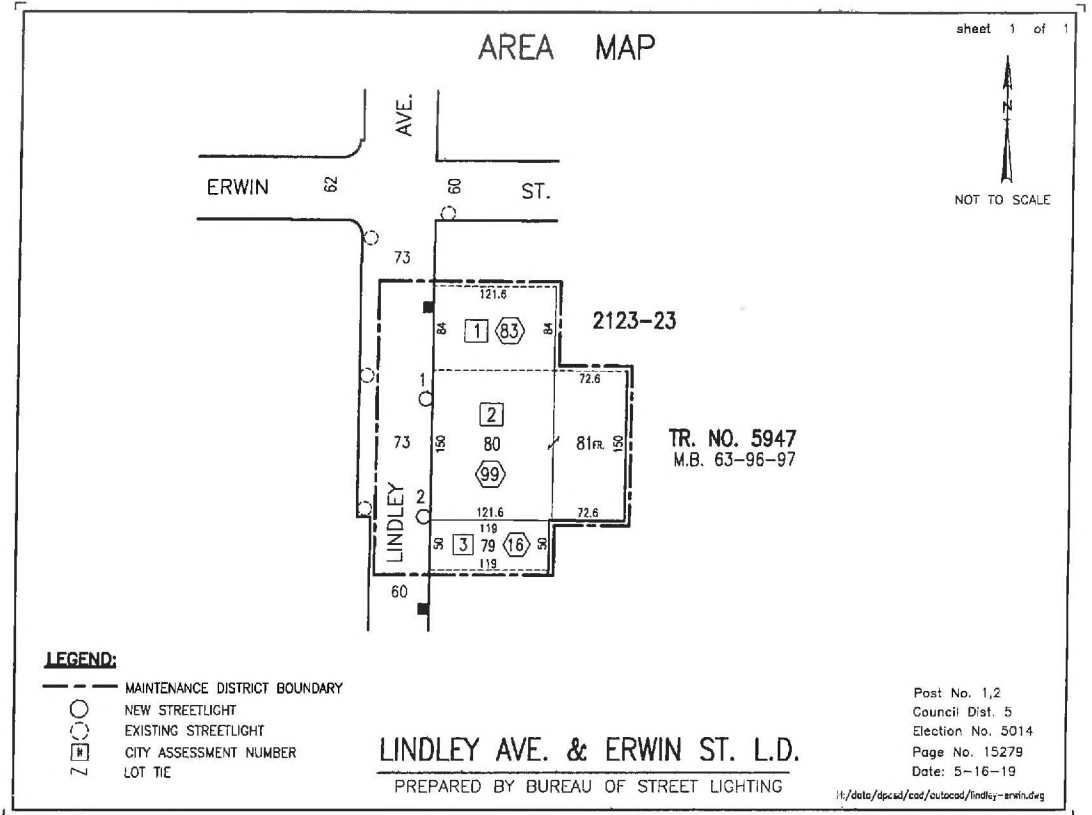 sheet 1 of 1
AREA MAP
N
NOT TO SCALE
AVE.
ERWIN 62 60 ST.
73
121.6
84 1 83 84
2123-23
72.6
1
2
73 150 80 81FR. 150
99
TR. NO. 5947
M.B. 63-96-97
LINDLEY
2
121.6 72.6
119
50 3 79 16 50
119
60
LEGEND:
MAINTENANCE DISTRICT BOUNDARY
NEW STREETLIGHT
EXISTING STREETLIGHT
# CITY ASSESSMENT NUMBER
LOT TIE
LINDLEY AVE. & ERWIN ST. L.D.
PREPARED BY BUREAU OF STREET LIGHTING
Post No. 1,2
Council Dist. 5
Election No. 5014
Page No. 15279
Date: 5-16-19
H:/data/dpcsd/cad/autocad/lindley-erwin.dwg